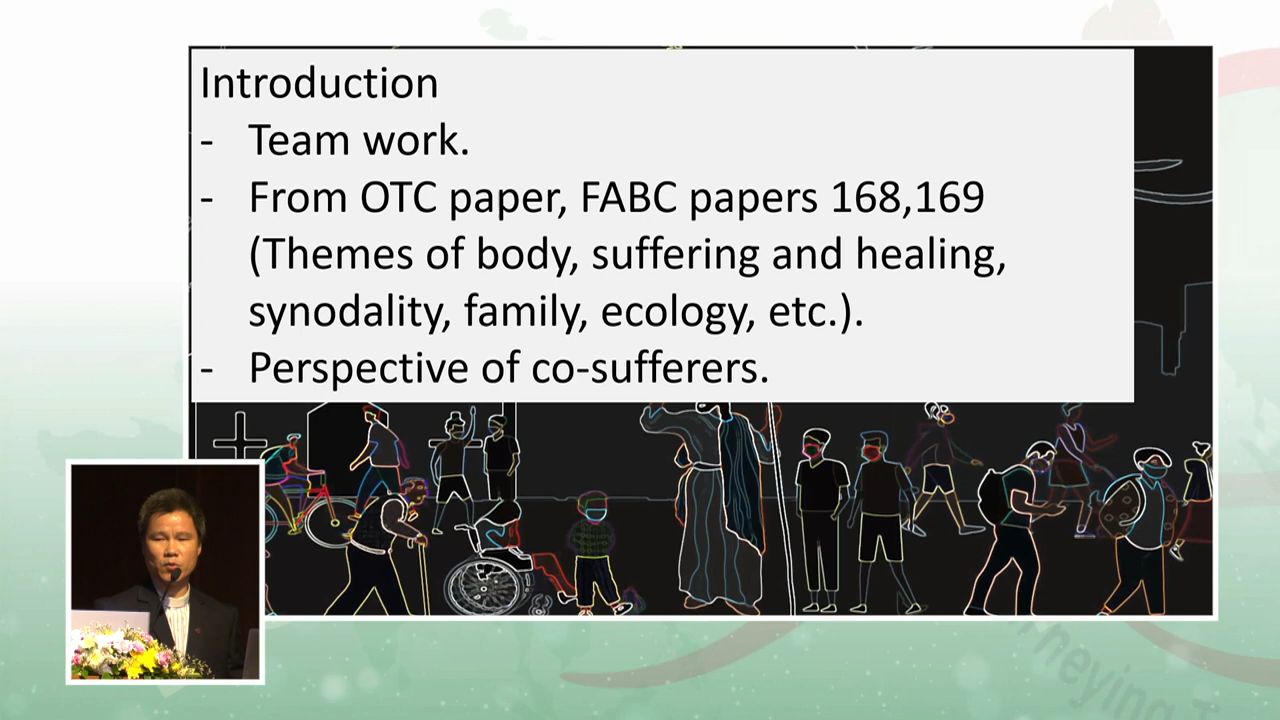 Introduction
- Team work.
- From OTC paper, FABC papers 168,169
(Themes of body, suffering and healing,
synodality, family, ecology, etc.).
- Perspective of co-sufferers.